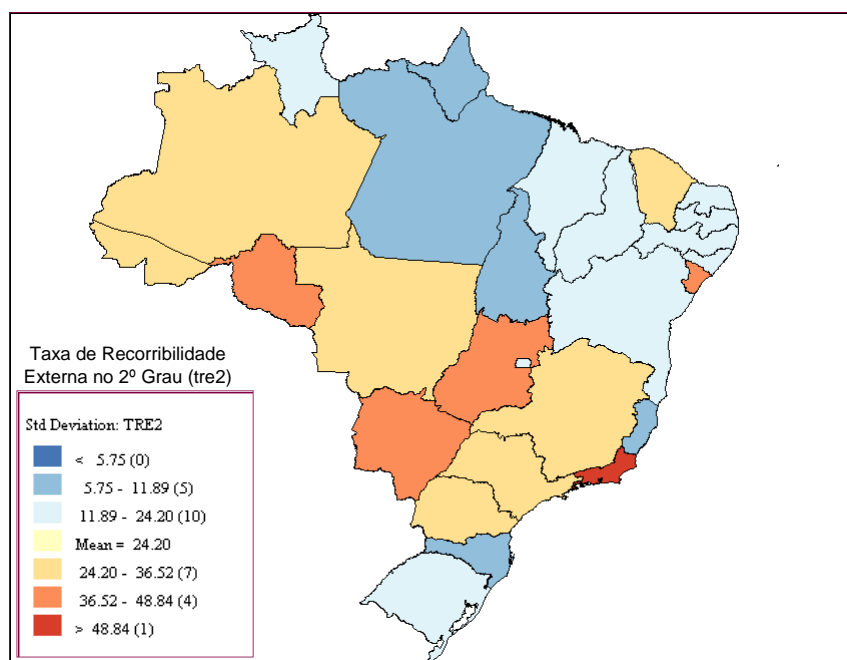 Taxa de Recorribilidade
Externa no 2º Grau (tre2)
Std Deviation: TRE2
< 5.75 (0)
5.75 - 11.89 (5)
11.89 - 24.20 (10)
Mean = 24.20
24.20 - 36.52 (7)
36.52 - 48.84 (4)
> 48.84 (1)